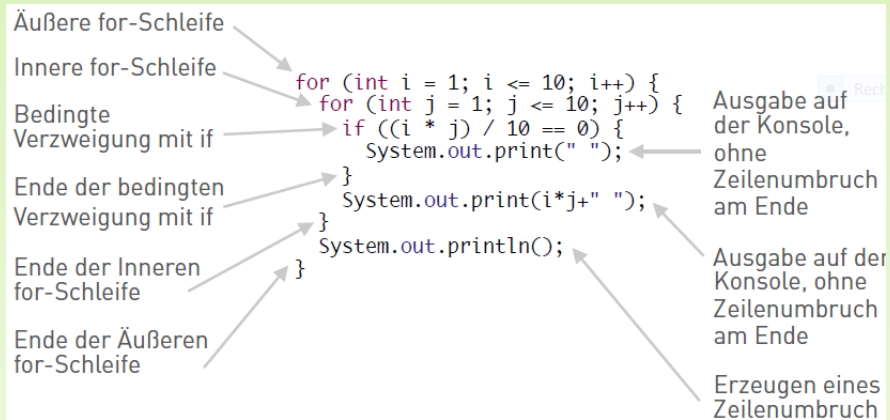 Äußere for-Schleife
Innere for-Schleife
Bedingte
Verzweigung mit if
Ende der bedingten
Verzweigung mit if
Ende der Inneren
for-Schleife
Ende der Äußeren
for-Schleife
for (int i = 1; i <= 10; i++) {
for (int j = 1; j <= 10; j++) {
if ((i * j) / 10 == 0) {
System.out.print(" ");
}
System.out.print(i*j+" ");
}
System.out.println();
}
Rech
Ausgabe auf
der Konsole,
ohne
Zeilenumbruch
am Ende
Ausgabe auf der
Konsole, ohne
Zeilenumbruch
am Ende
Erzeugen eines
Zeilenumbruch